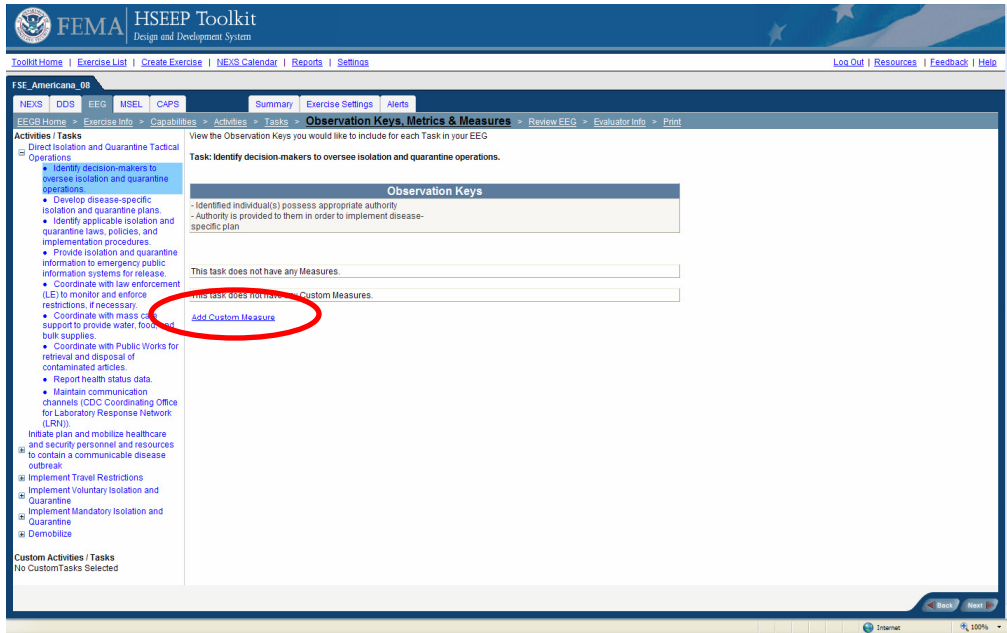 FEMA
HSEEP Toolkit
Design and Development System
Toolkit Home | Exercise List | Create Exercise | NEXS Calendar | Reports | Settings
Log Out | Resources | Feedback | Help
FSE_Americana_08
NEXS DDS EEG MSEL CAPS Summary Exercise Settings Alerts
EEGB Home > Exercise Info > Capabilities > Activities > Tasks > Observation Keys, Metrics & Measures > Review EEG > Evaluator Info > Print
Activities / Tasks
Direct Isolation and Quarantine Tactical
Operations
• Identify decision-makers to
oversee isolation and quarantine
operations.
• Develop disease-specific
isolation and quarantine plans.
• Identify applicable isolation and
quarantine laws, policies, and
implementation procedures.
• Provide isolation and quarantine
information to emergency public
information systems for release.
• Coordinate with law enforcement
(LE) to monitor and enforce
restrictions, if necessary.
• Coordinate with mass care
support to provide water, food, and
bulk supplies.
• Coordinate with Public Works for
retrieval and disposal of
contaminated articles.
• Report health status data.
• Maintain communication
channels (CDC Coordinating Office
for Laboratory Response Network
(LRN)).
Initiate plan and mobilize healthcare
and security personnel and resources
to contain a communicable disease
outbreak
Implement Travel Restrictions
Implement Voluntary Isolation and
Quarantine
Implement Mandatory Isolation and
Quarantine
Demobilize
Custom Activities / Tasks
No CustomTasks Selected
View the Observation Keys you would like to include for each Task in your EEG
Task: Identify decision-makers to oversee isolation and quarantine operations.
Observation Keys
- Identified individual(s) possess appropriate authority
- Authority is provided to them in order to implement disease-
specific plan
This task does not have any Measures.
This task does not have any Custom Measures.
Add Custom Measure
Back Next
Internet 100%